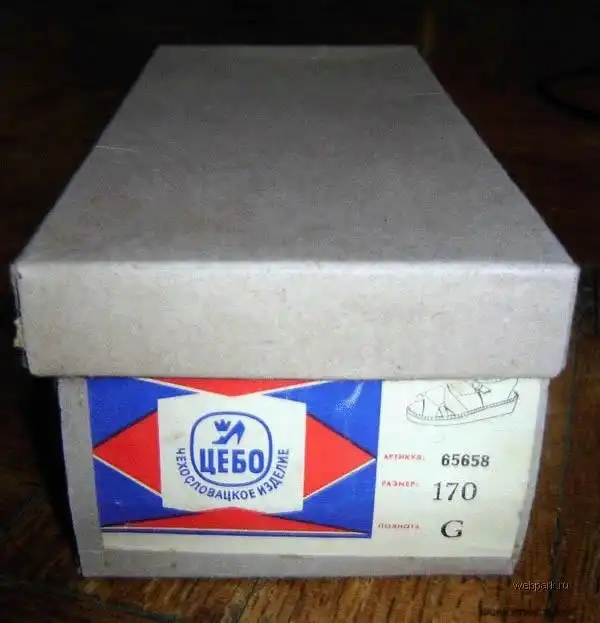 ЦЕБО
ЧЕХОСЛОВАЦКОЕ ИЗДЕЛИЕ
АРТИКУЛ: 65658
РАЗМЕР: 170
ПОЛНОТА: G
webpark.ru